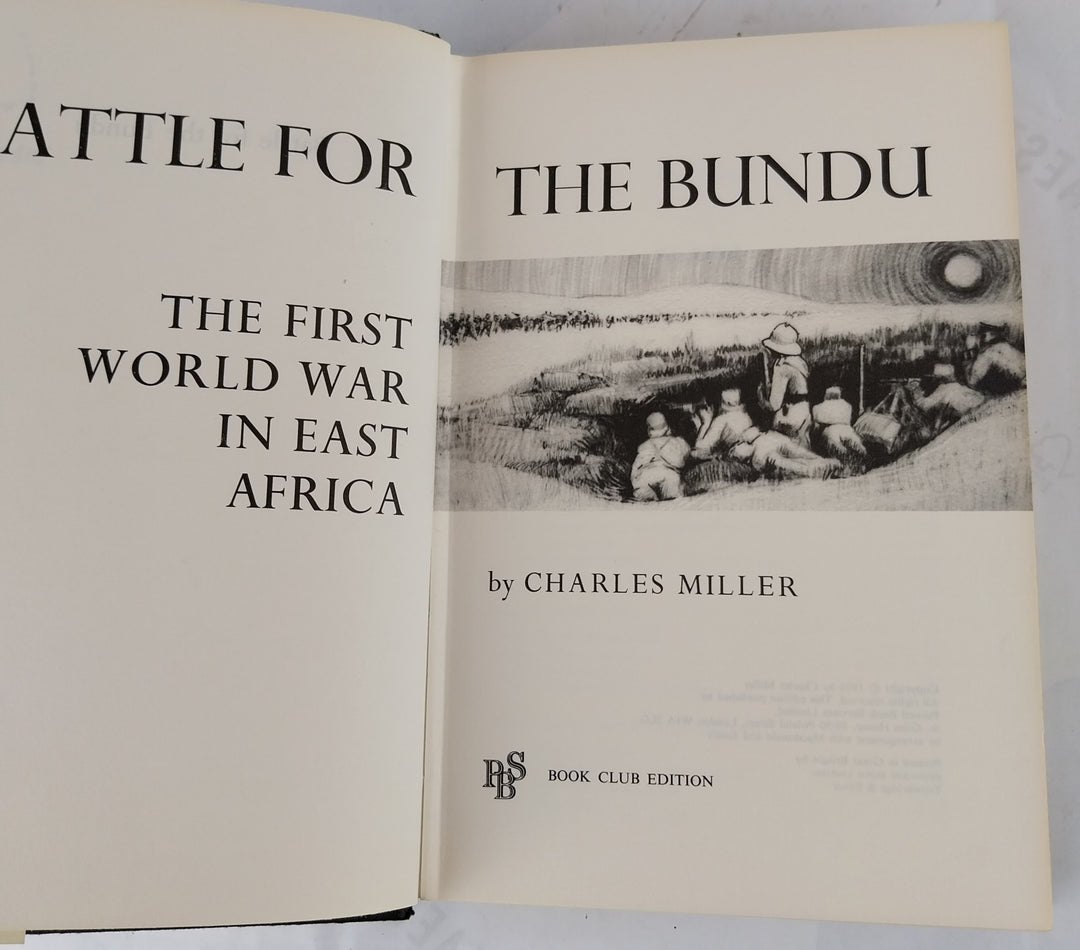 ATTLE FOR
THE FIRST
WORLD WAR
IN EAST
AFRICA
THE BUNDU
by CHARLES MILLER
PBS BOOK CLUB EDITION